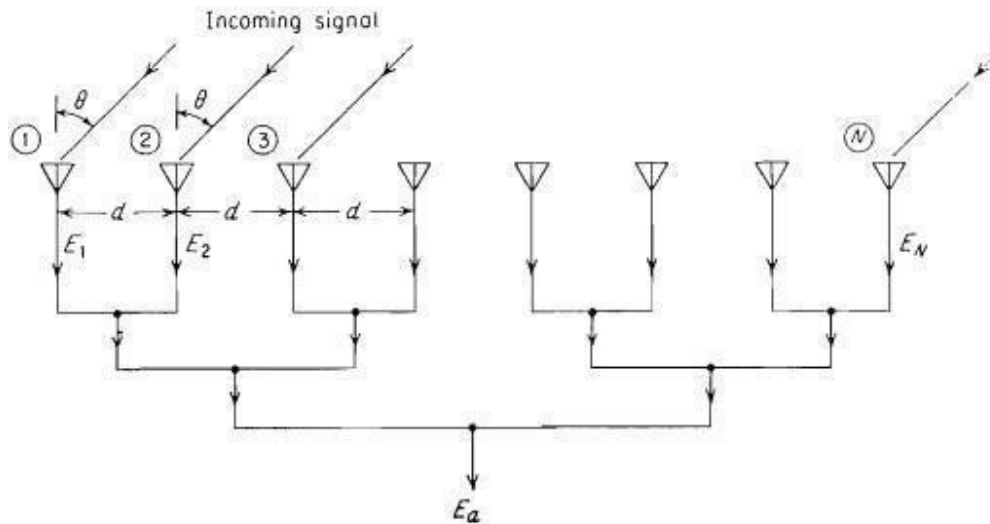 Incoming signal
θ θ
1 2 3 N
d d d
E1 E2 EN
Ea